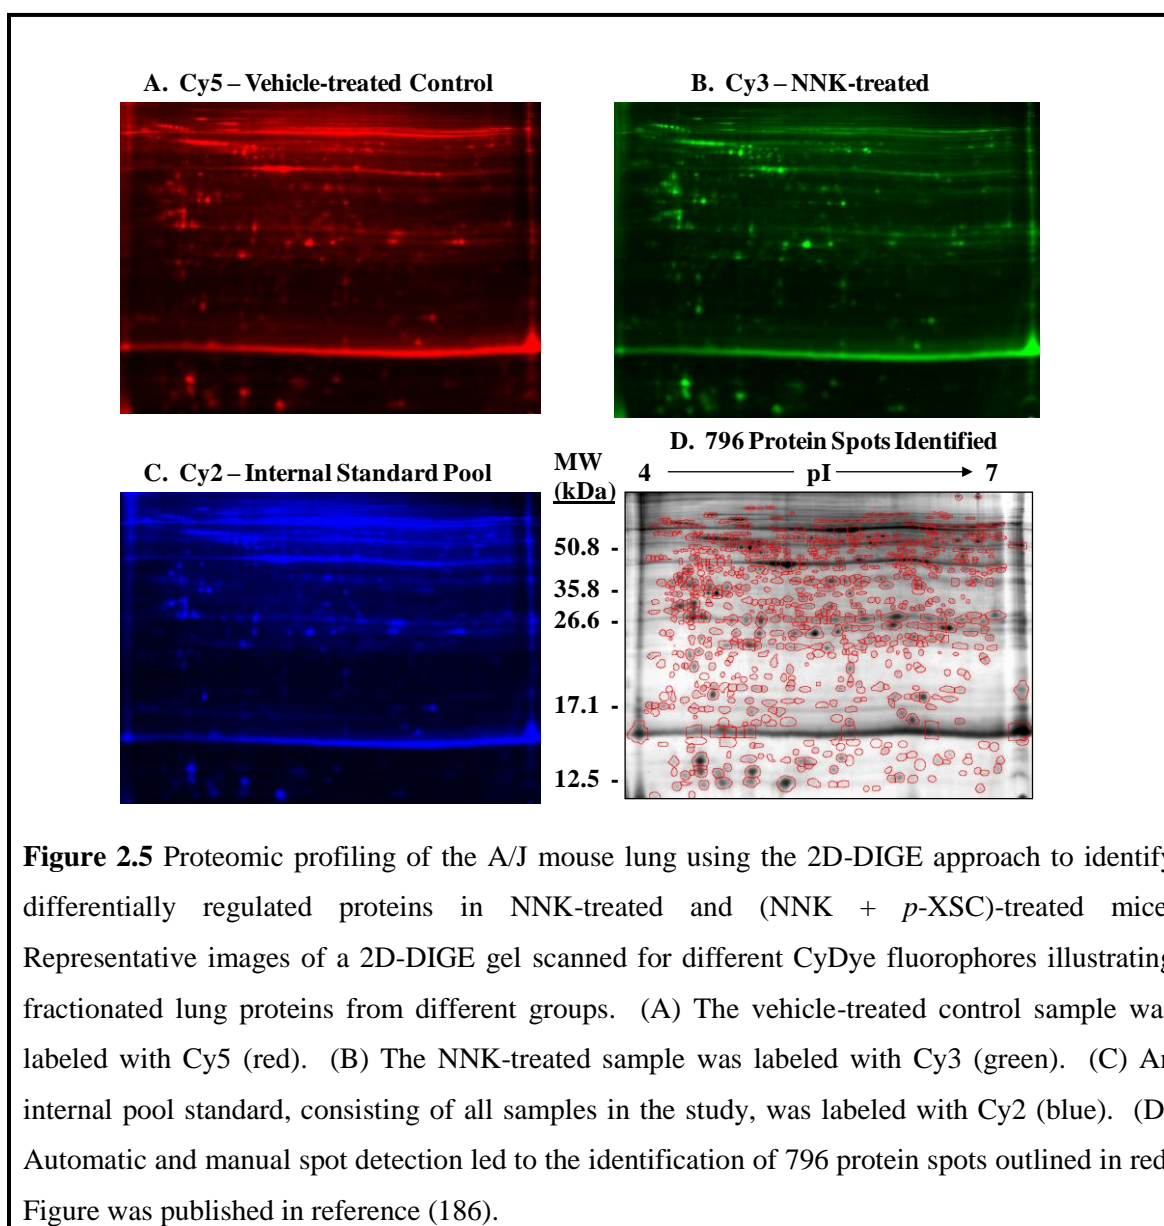 A. Cy5 – Vehicle-treated Control
B. Cy3 – NNK-treated
C. Cy2 – Internal Standard Pool
D. 796 Protein Spots Identified
MW
(kDa)
4 pI 7
50.8 -
35.8 -
26.6 -
17.1 -
12.5 -
Figure 2.5 Proteomic profiling of the A/J mouse lung using the 2D-DIGE approach to identify
differentially regulated proteins in NNK-treated and (NNK + p-XSC)-treated mice
Representative images of a 2D-DIGE gel scanned for different CyDye fluorophores illustrating
fractionated lung proteins from different groups. (A) The vehicle-treated control sample wa
labeled with Cy5 (red). (B) The NNK-treated sample was labeled with Cy3 (green). (C) An
internal pool standard, consisting of all samples in the study, was labeled with Cy2 (blue). (D
Automatic and manual spot detection led to the identification of 796 protein spots outlined in red
Figure was published in reference (186).